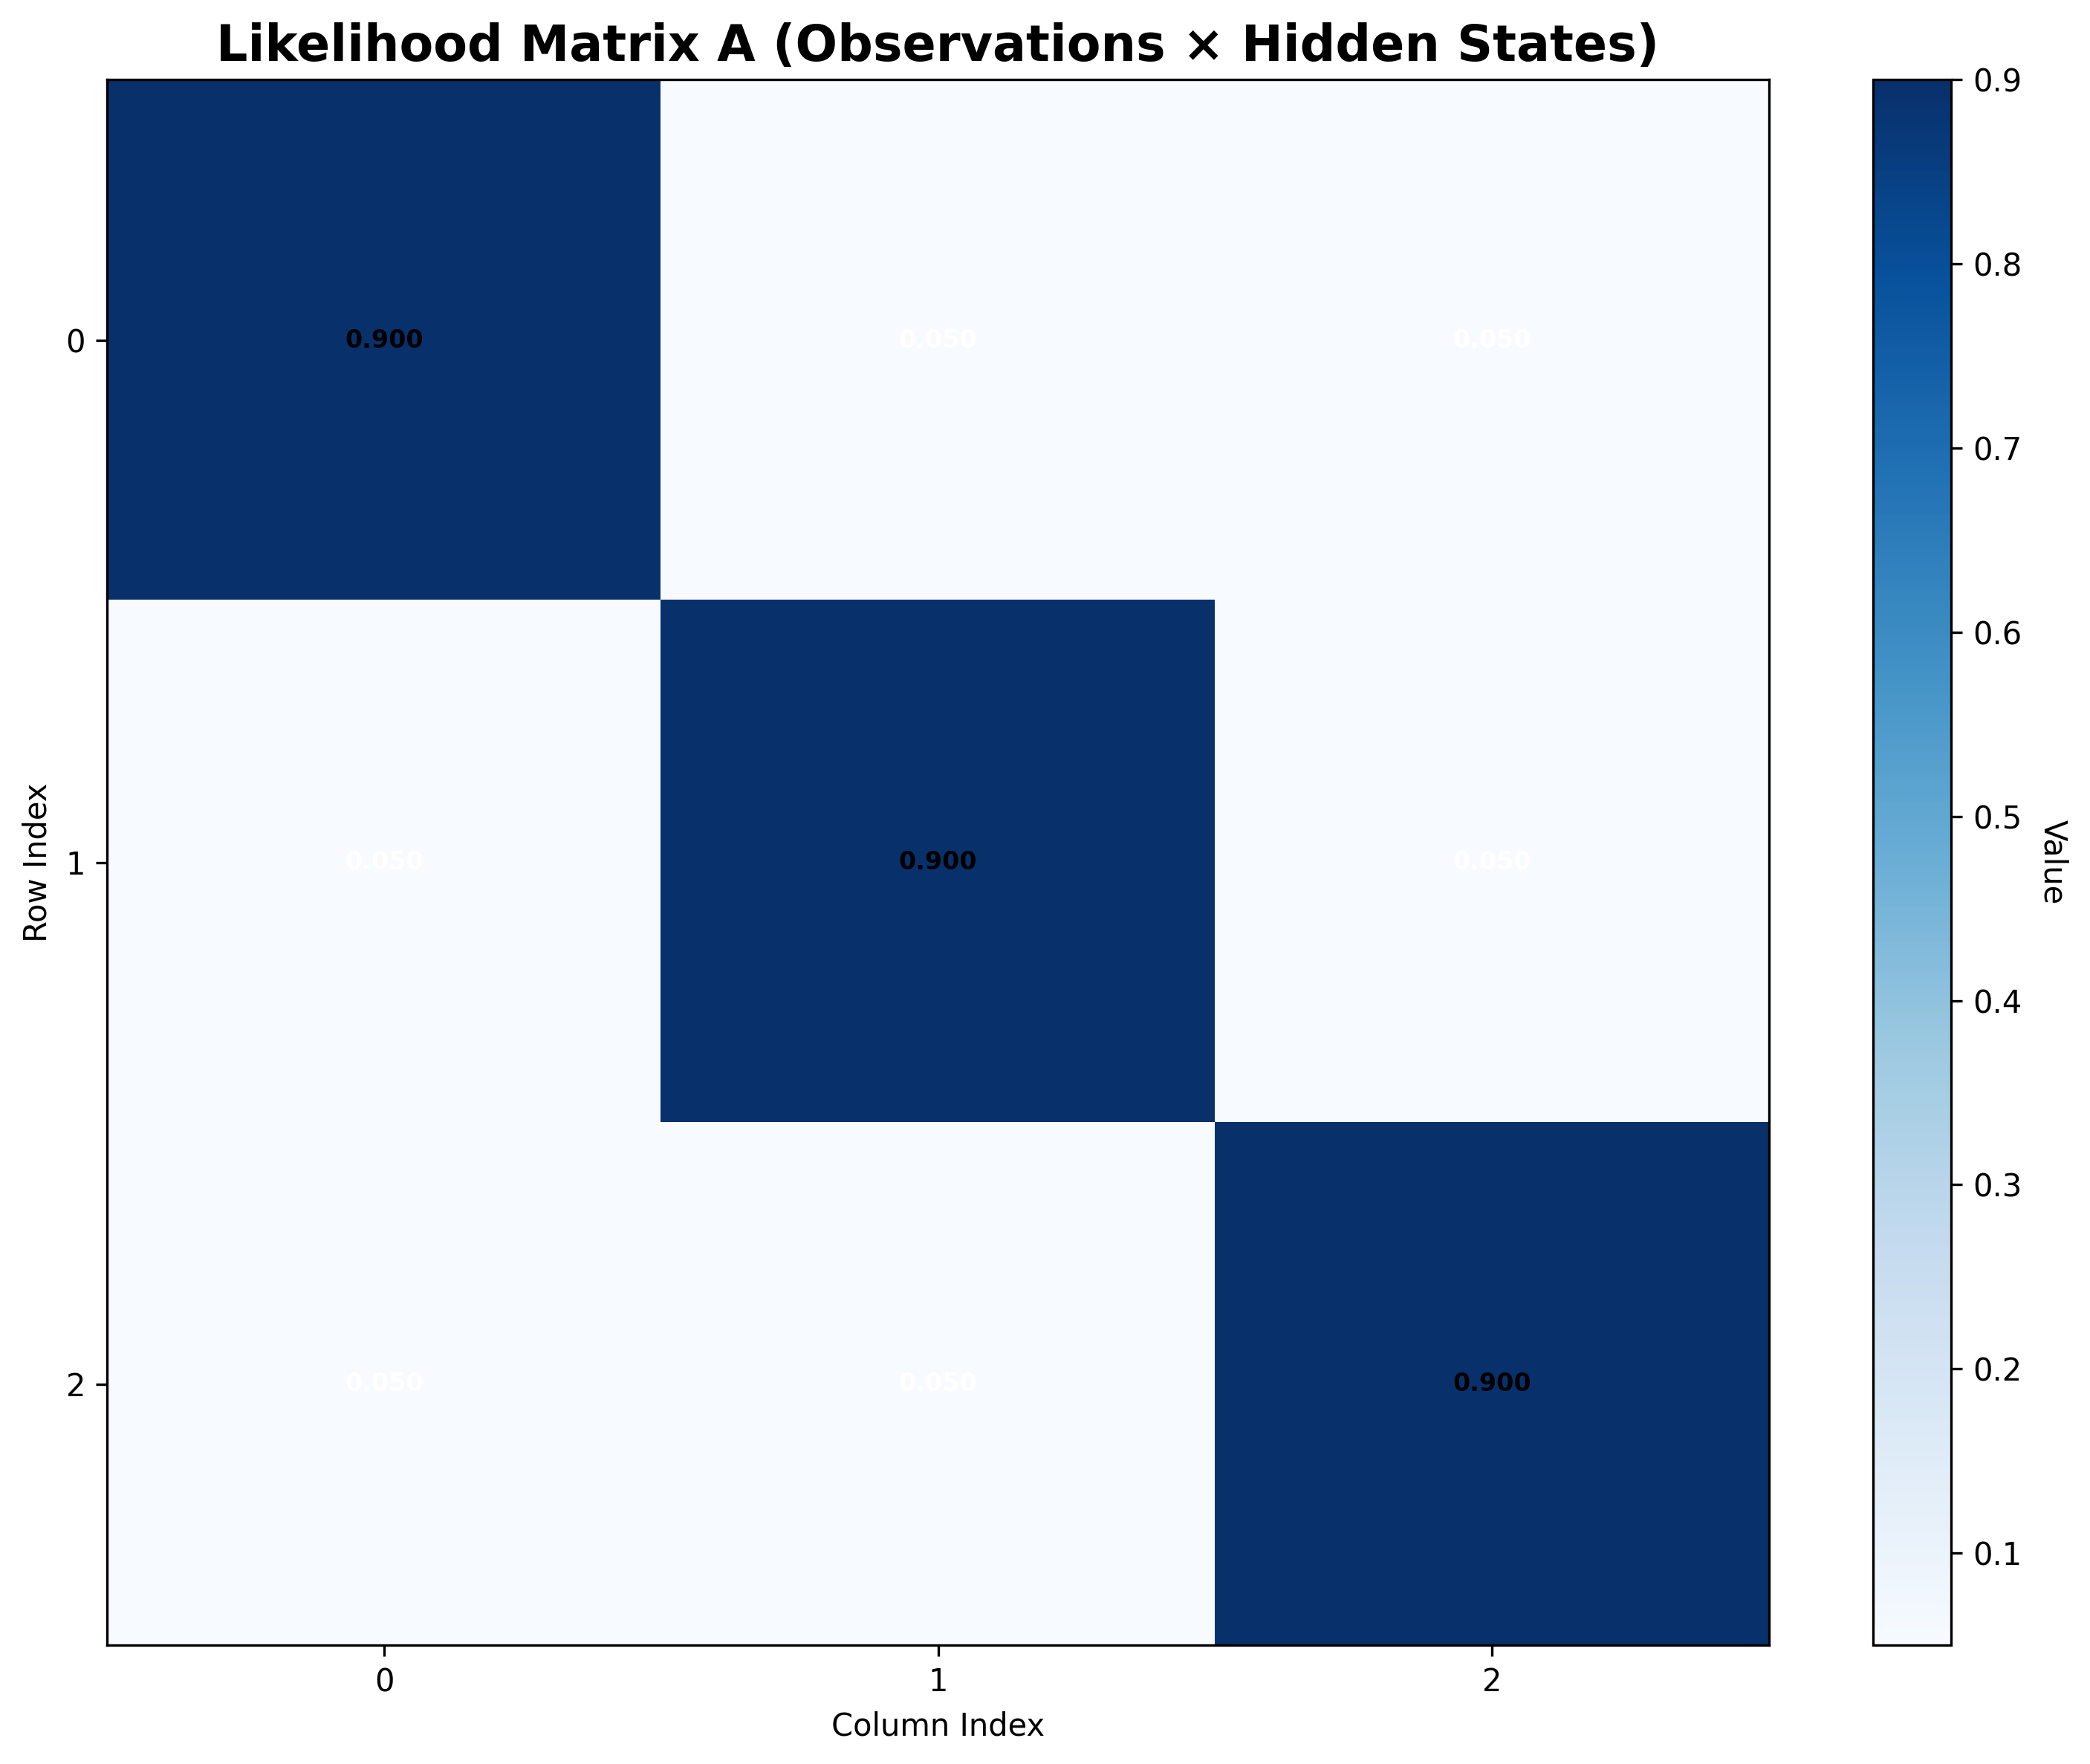 Likelihood Matrix A (Observations × Hidden States)
0.9
0.8
0.7
0.6
0.5
0.4
0.3
0.2
0.1
Value
Row Index
0
0.900 0.050 0.050
1
0.050 0.900 0.050
2
0.050 0.050 0.900
0 1 2
Column Index